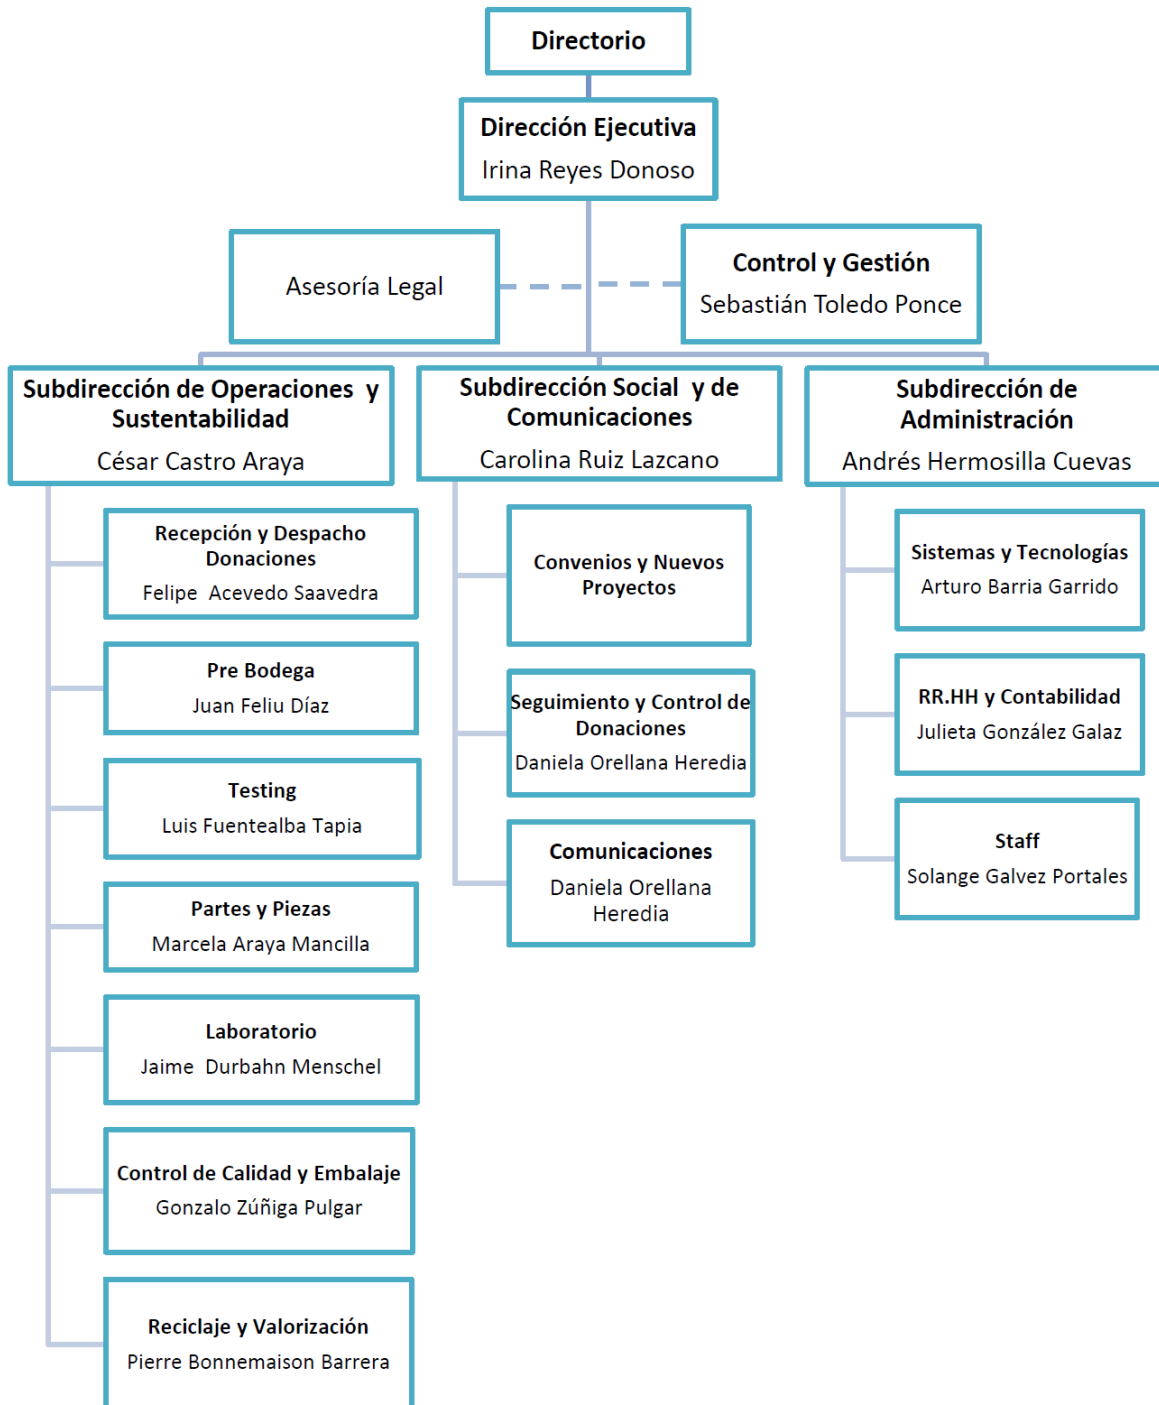 Directorio
Dirección Ejecutiva
Irina Reyes Donoso
Asesoría Legal
Control y Gestión
Sebastián Toledo Ponce
Subdirección de Operaciones y
Sustentabilidad
César Castro Araya
Subdirección Social y de
Comunicaciones
Carolina Ruiz Lazcano
Subdirección de
Administración
Andrés Hermosilla Cuevas
Recepción y Despacho
Donaciones
Felipe Acevedo Saavedra
Pre Bodega
Juan Feliu Díaz
Testing
Luis Fuentealba Tapia
Partes y Piezas
Marcela Araya Mancilla
Laboratorio
Jaime Durbahn Menschel
Control de Calidad y Embalaje
Gonzalo Zúñiga Pulgar
Reciclaje y Valorización
Pierre Bonnemaison Barrera
Convenios y Nuevos
Proyectos
Seguimiento y Control de
Donaciones
Daniela Orellana Heredia
Comunicaciones
Daniela Orellana
Heredia
Sistemas y Tecnologías
Arturo Barria Garrido
RR.HH y Contabilidad
Julieta González Galaz
Staff
Solange Galvez Portales